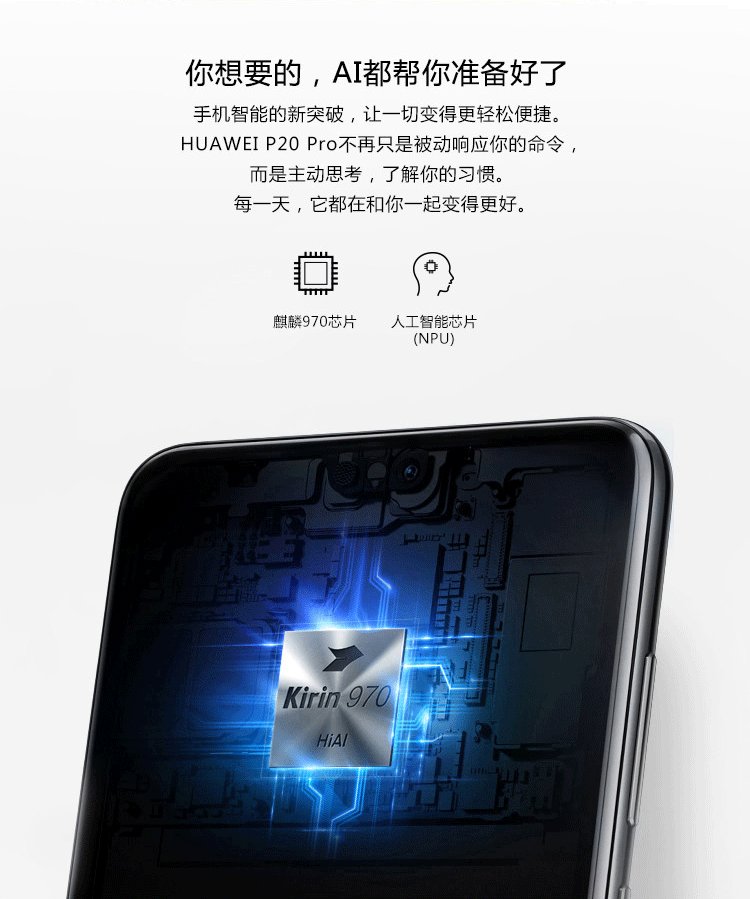 你想要的，AI都帮你准备好了
手机智能的新突破，让一切变得更轻松便捷。
HUAWEI P20 Pro不再只是被动响应你的命令，
而是主动思考，了解你的习惯。
每一天，它都在和你一起变得更好。
麒麟970芯片
人工智能芯片
(NPU)
Kirin 970
HiAI